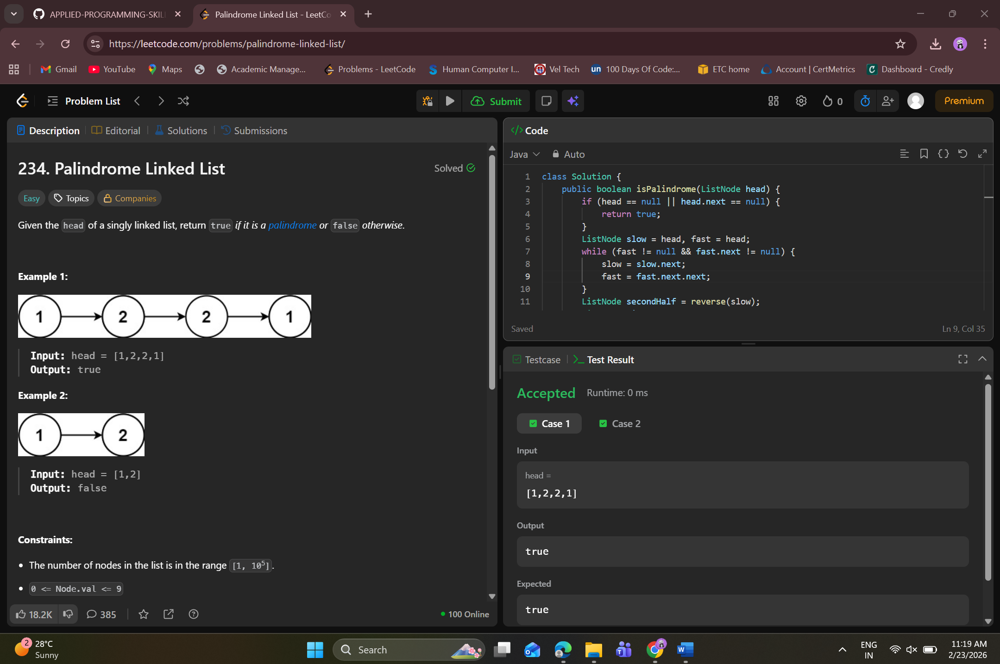 APPLIED-PROGRAMMING-SKIL
Palindrome Linked List - LeetCo
https://leetcode.com/problems/palindrome-linked-list/
Gmail
YouTube
Maps
Academic Manage...
Problems - LeetCode
Human Computer I...
Vel Tech
un
100 Days Of Code:...
ETC home
Account | CertMetrics
Dashboard - Credly
Problem List
Submit
0
Premium
Description
Editorial
Solutions
Submissions
234. Palindrome Linked List
Solved
Easy
Topics
Companies
Given the head of a singly linked list, return true if it is a palindrome or false otherwise.
Example 1:
1 2 2 1
Input: head = [1,2,2,1]
Output: true
Example 2:
1 2
Input: head = [1,2]
Output: false
Constraints:
• The number of nodes in the list is in the range [1, 10⁵].
• 0 <= Node.val <= 9
18.2K
385
100 Online
</> Code
Java
Auto
1 class Solution {
2 public boolean isPalindrome(ListNode head) {
3 if (head == null || head.next == null) {
4 return true;
5 }
6 ListNode slow = head, fast = head;
7 while (fast != null && fast.next != null) {
8 slow = slow.next;
9 fast = fast.next.next;
10 }
11 ListNode secondHalf = reverse(slow);
Saved
Ln 9, Col 35
Testcase
Test Result
Accepted
Runtime: 0 ms
Case 1
Case 2
Input
head =
[1,2,2,1]
Output
true
Expected
true
2
28°C
Sunny
Search
ENG
IN
11:19 AM
2/23/2026